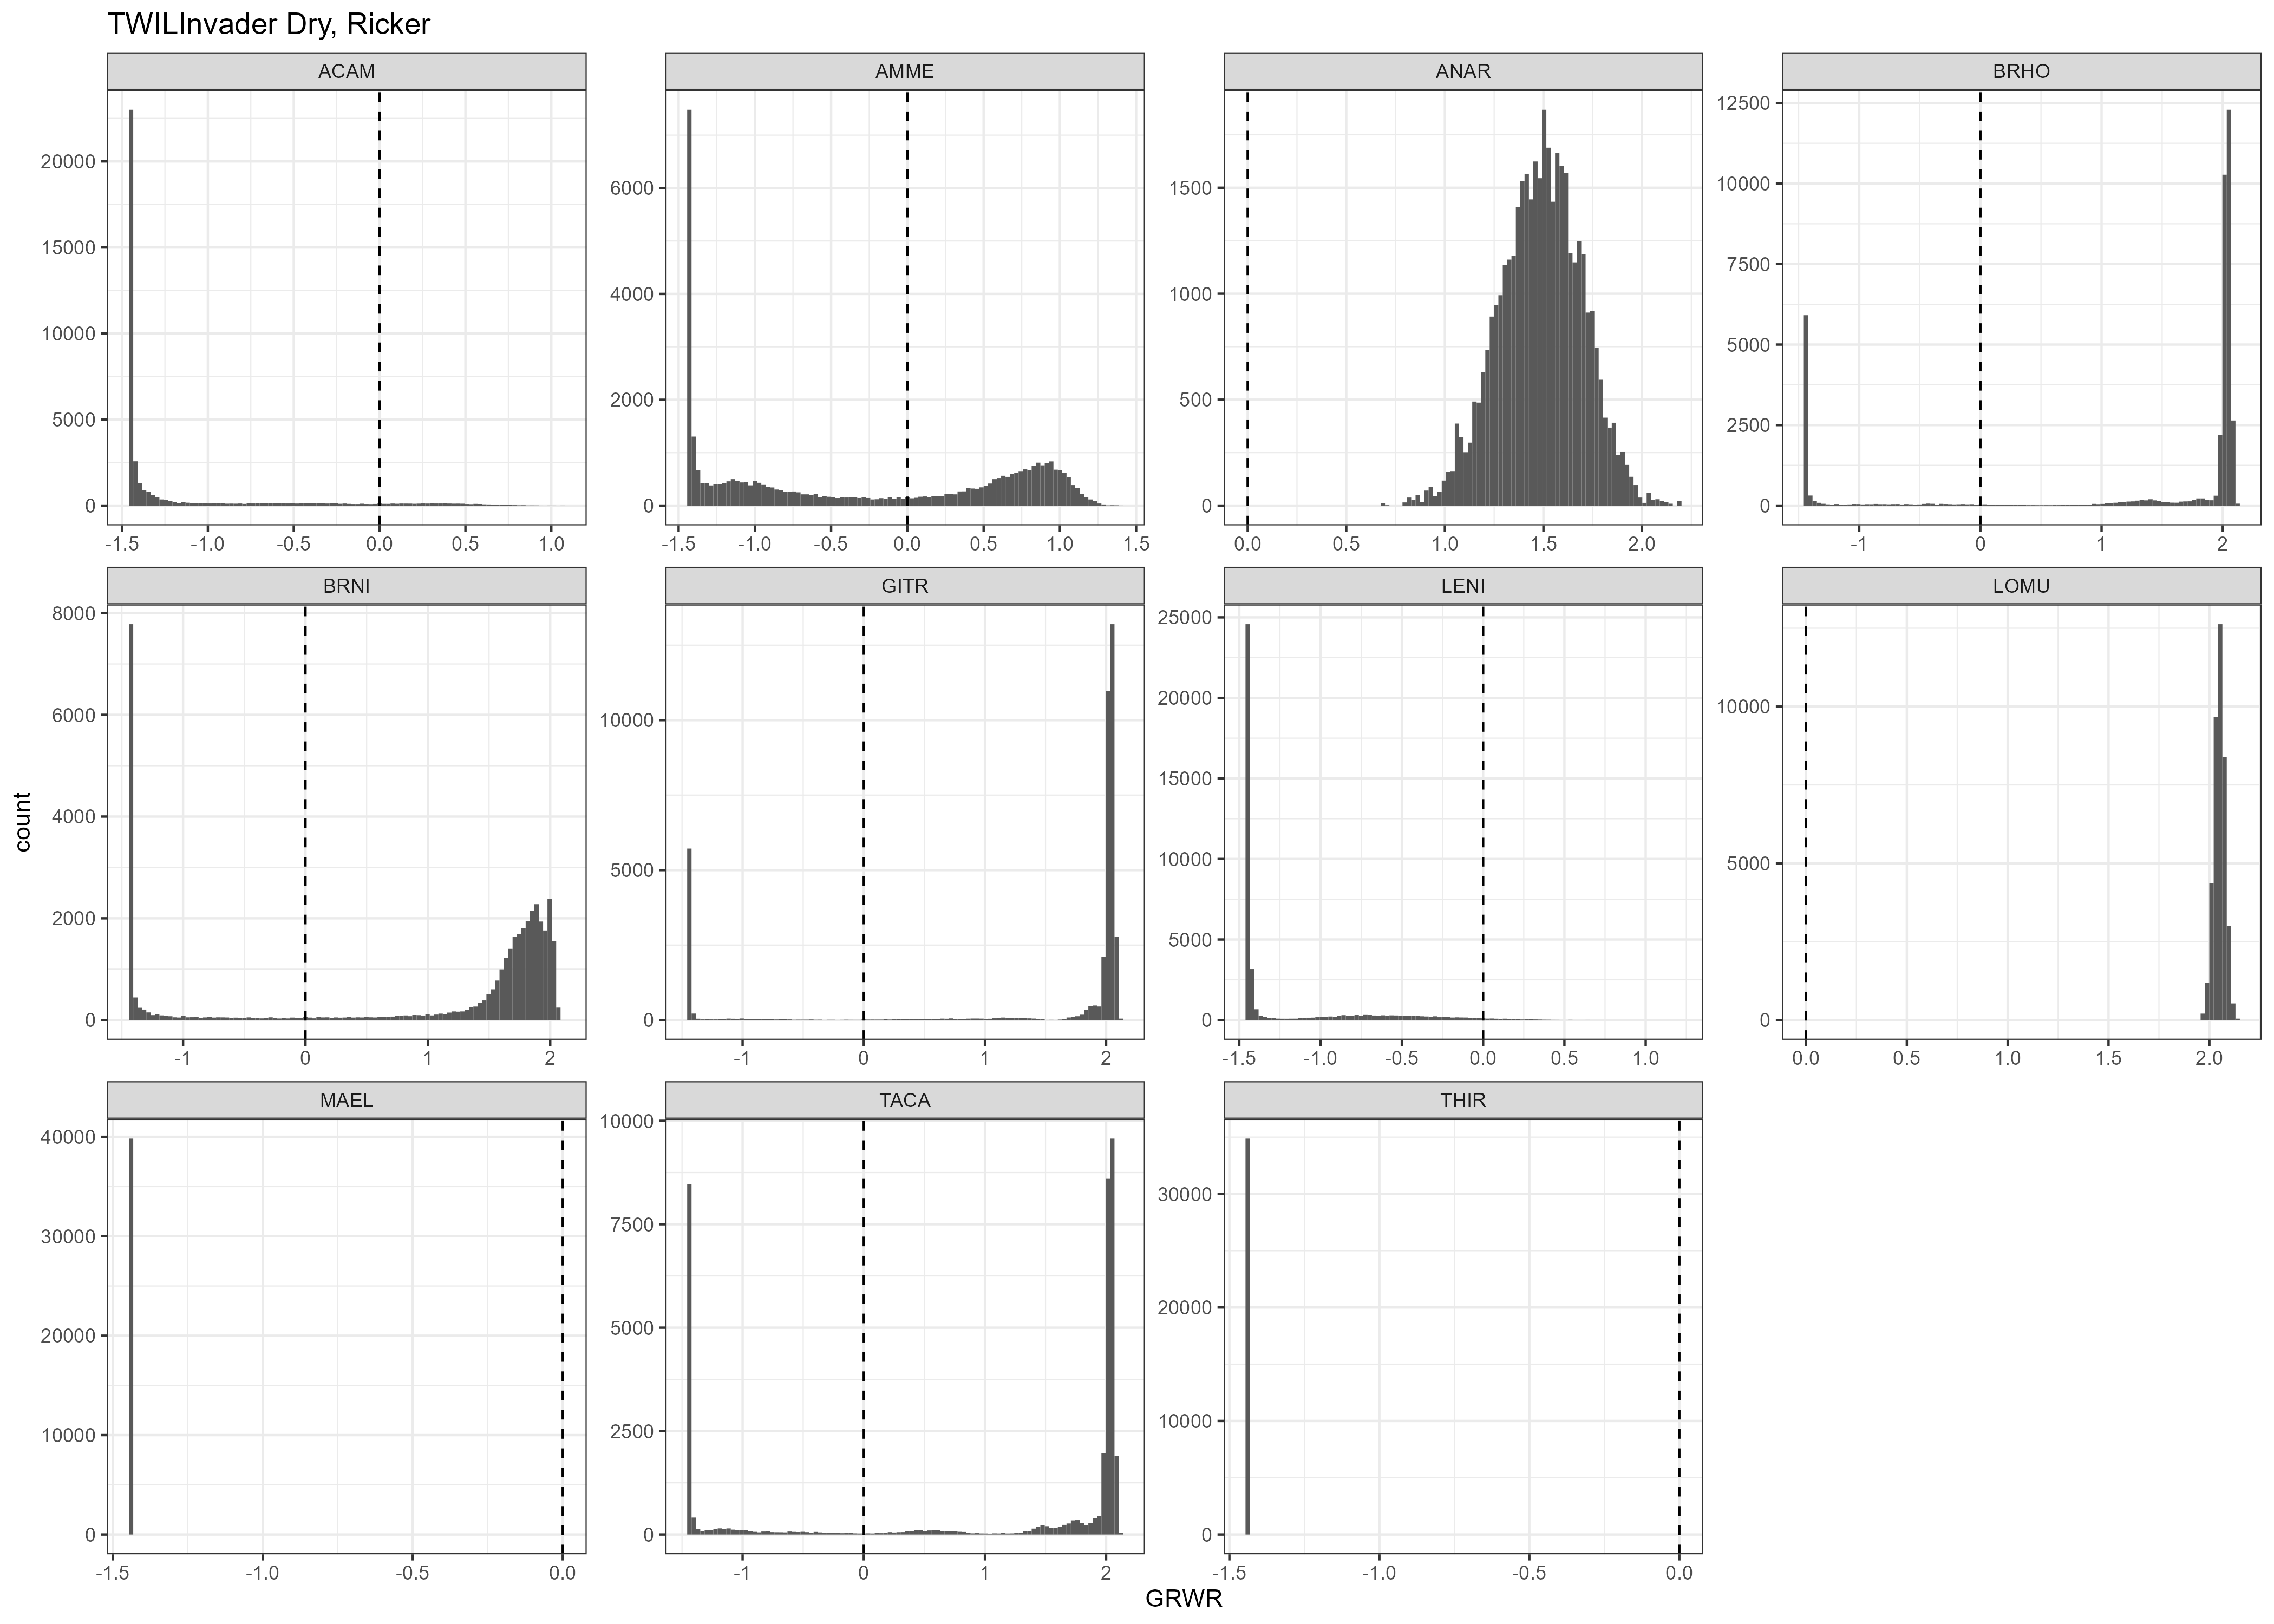 TWILInvader Dry, Ricker
ACAM AMME ANAR BRHO
20000
15000
10000
5000
0
-1.5 -1.0 -0.5 0.0 0.5 1.0
6000
4000
2000
0
-1.5 -1.0 -0.5 0.0 0.5 1.0 1.5
1500
1000
500
0
0.0 0.5 1.0 1.5 2.0
12500
10000
7500
5000
2500
0
-1 0 1 2
BRNI GITR LENI LOMU
8000
6000
4000
2000
0
-1 0 1 2
10000
5000
0
-1 0 1 2
25000
20000
15000
10000
5000
0
-1.5 -1.0 -0.5 0.0 0.5 1.0
10000
5000
0
0.0 0.5 1.0 1.5 2.0
MAEL TACA THIR
40000
30000
20000
10000
0
-1.5 -1.0 -0.5 0.0
10000
7500
5000
2500
0
-1 0 1 2
30000
20000
10000
0
-1.5 -1.0 -0.5 0.0
count
GRWR